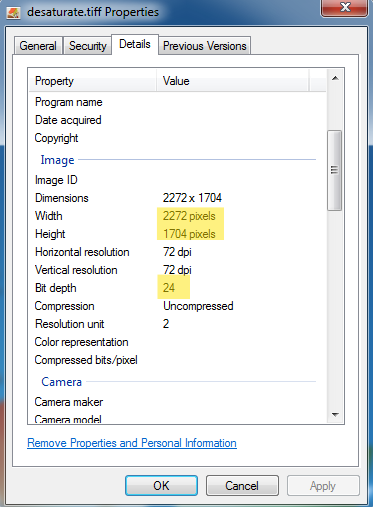 desaturate.tiff Properties
General Security Details Previous Versions
Property Value
Program name
Date acquired
Copyright
Image
Image ID
Dimensions 2272 x 1704
Width 2272 pixels
Height 1704 pixels
Horizontal resolution 72 dpi
Vertical resolution 72 dpi
Bit depth 24
Compression Uncompressed
Resolution unit 2
Color representation
Compressed bits/pixel
Camera
Camera maker
Camera model
Remove Properties and Personal Information
OK Cancel Apply